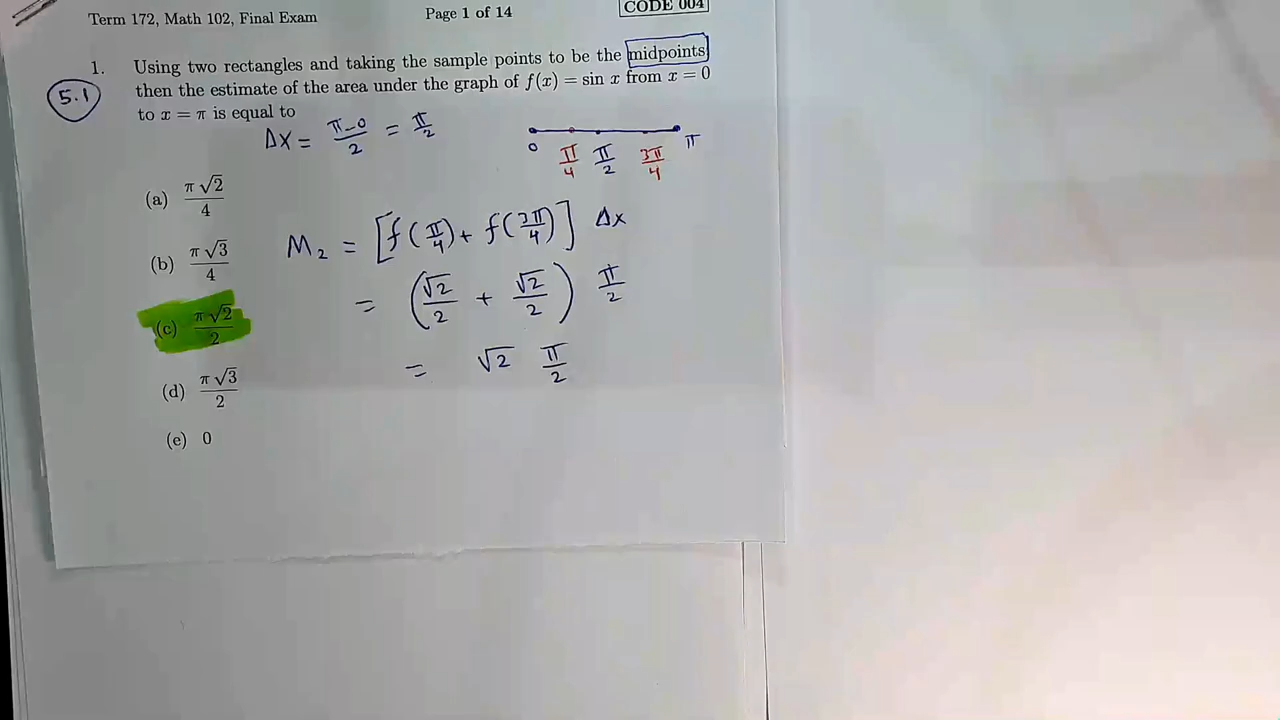 Term 172, Math 102, Final Exam Page 1 of 14 CODE 004
1. Using two rectangles and taking the sample points to be the midpoints
5.1 then the estimate of the area under the graph of f(x) = sin x from x = 0
to x = π is equal to
Δx = π-0/2 = π/2
0 π/4 π/2 3π/4 π
(a) π√2/4
M₂ = [f(π/4) + f(3π/4)] Δx
(b) π√3/4
= (√2/2 + √2/2) π/2
(c) π√2/2
= √2 π/2
(d) π√3/2
(e) 0